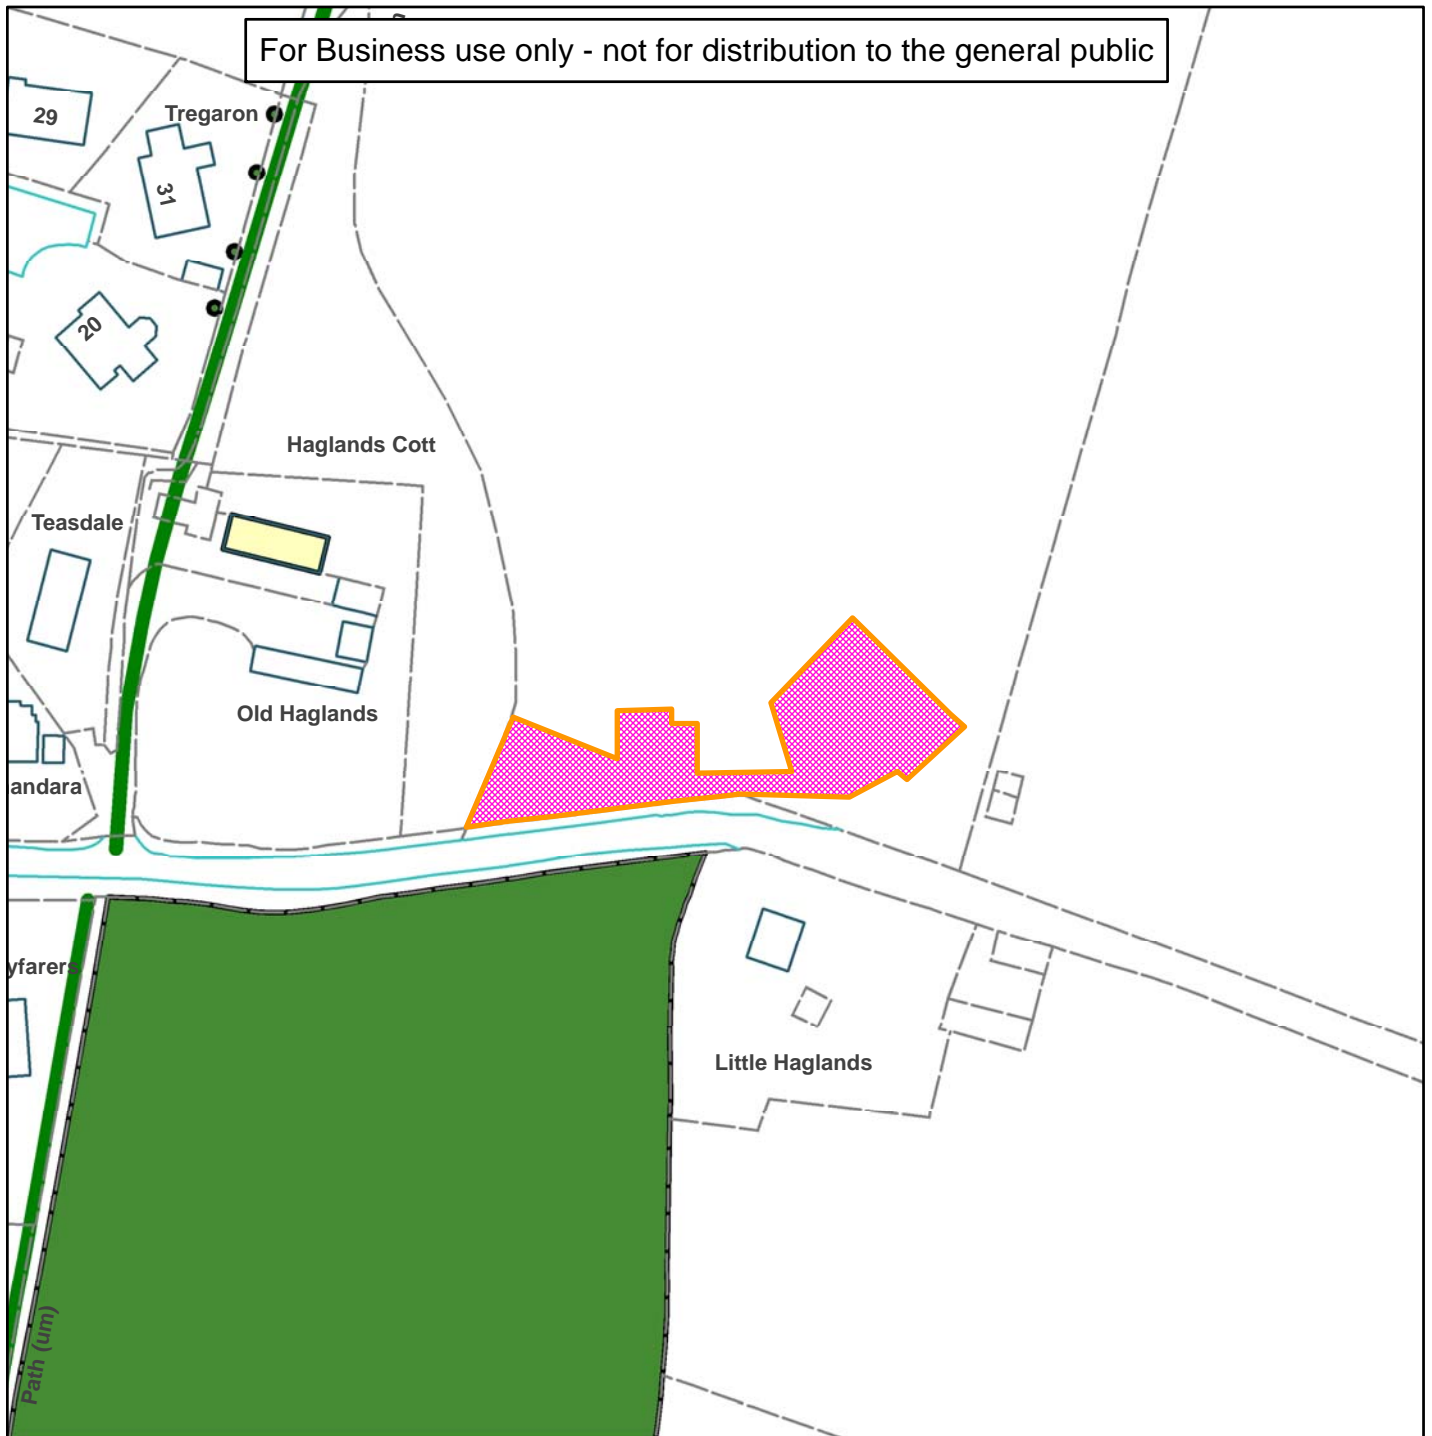 For Business use only - not for distribution to the general public
29
Tregaron
31
20
Haglands Cott
Teasdale
Old Haglands
andara
yfarers
Little Haglands
Path (um)